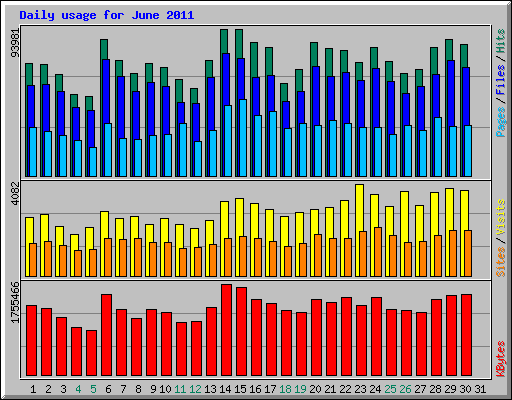 Daily usage for June 2011
93981
Pages / Files / Hits
4082
Sites / Visits
1755466
KBytes
1 2 3 4 5 6 7 8 9 10 11 12 13 14 15 16 17 18 19 20 21 22 23 24 25 26 27 28 29 30 31